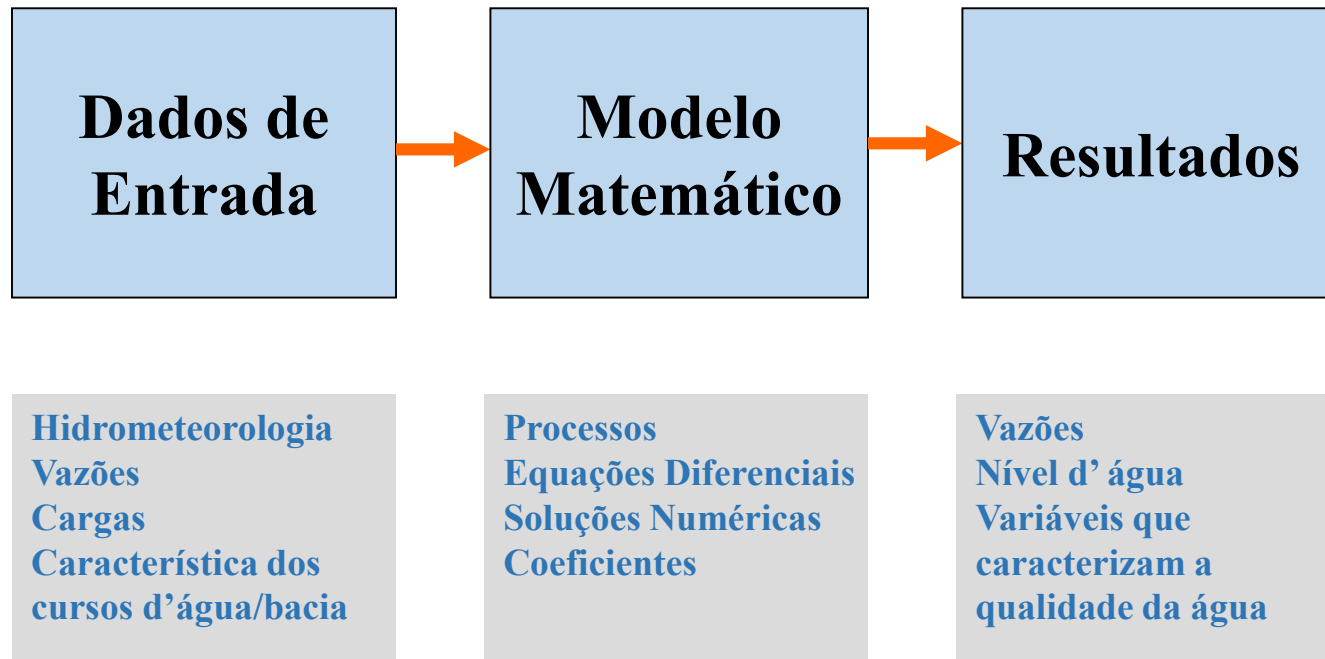 Dados de
Entrada
Modelo
Matemático
Resultados
Hidrometeorologia
Vazões
Cargas
Característica dos
cursos d’água/bacia
Processos
Equações Diferenciais
Soluções Numéricas
Coeficientes
Vazões
Nível d’ água
Variáveis que
caracterizam a
qualidade da água